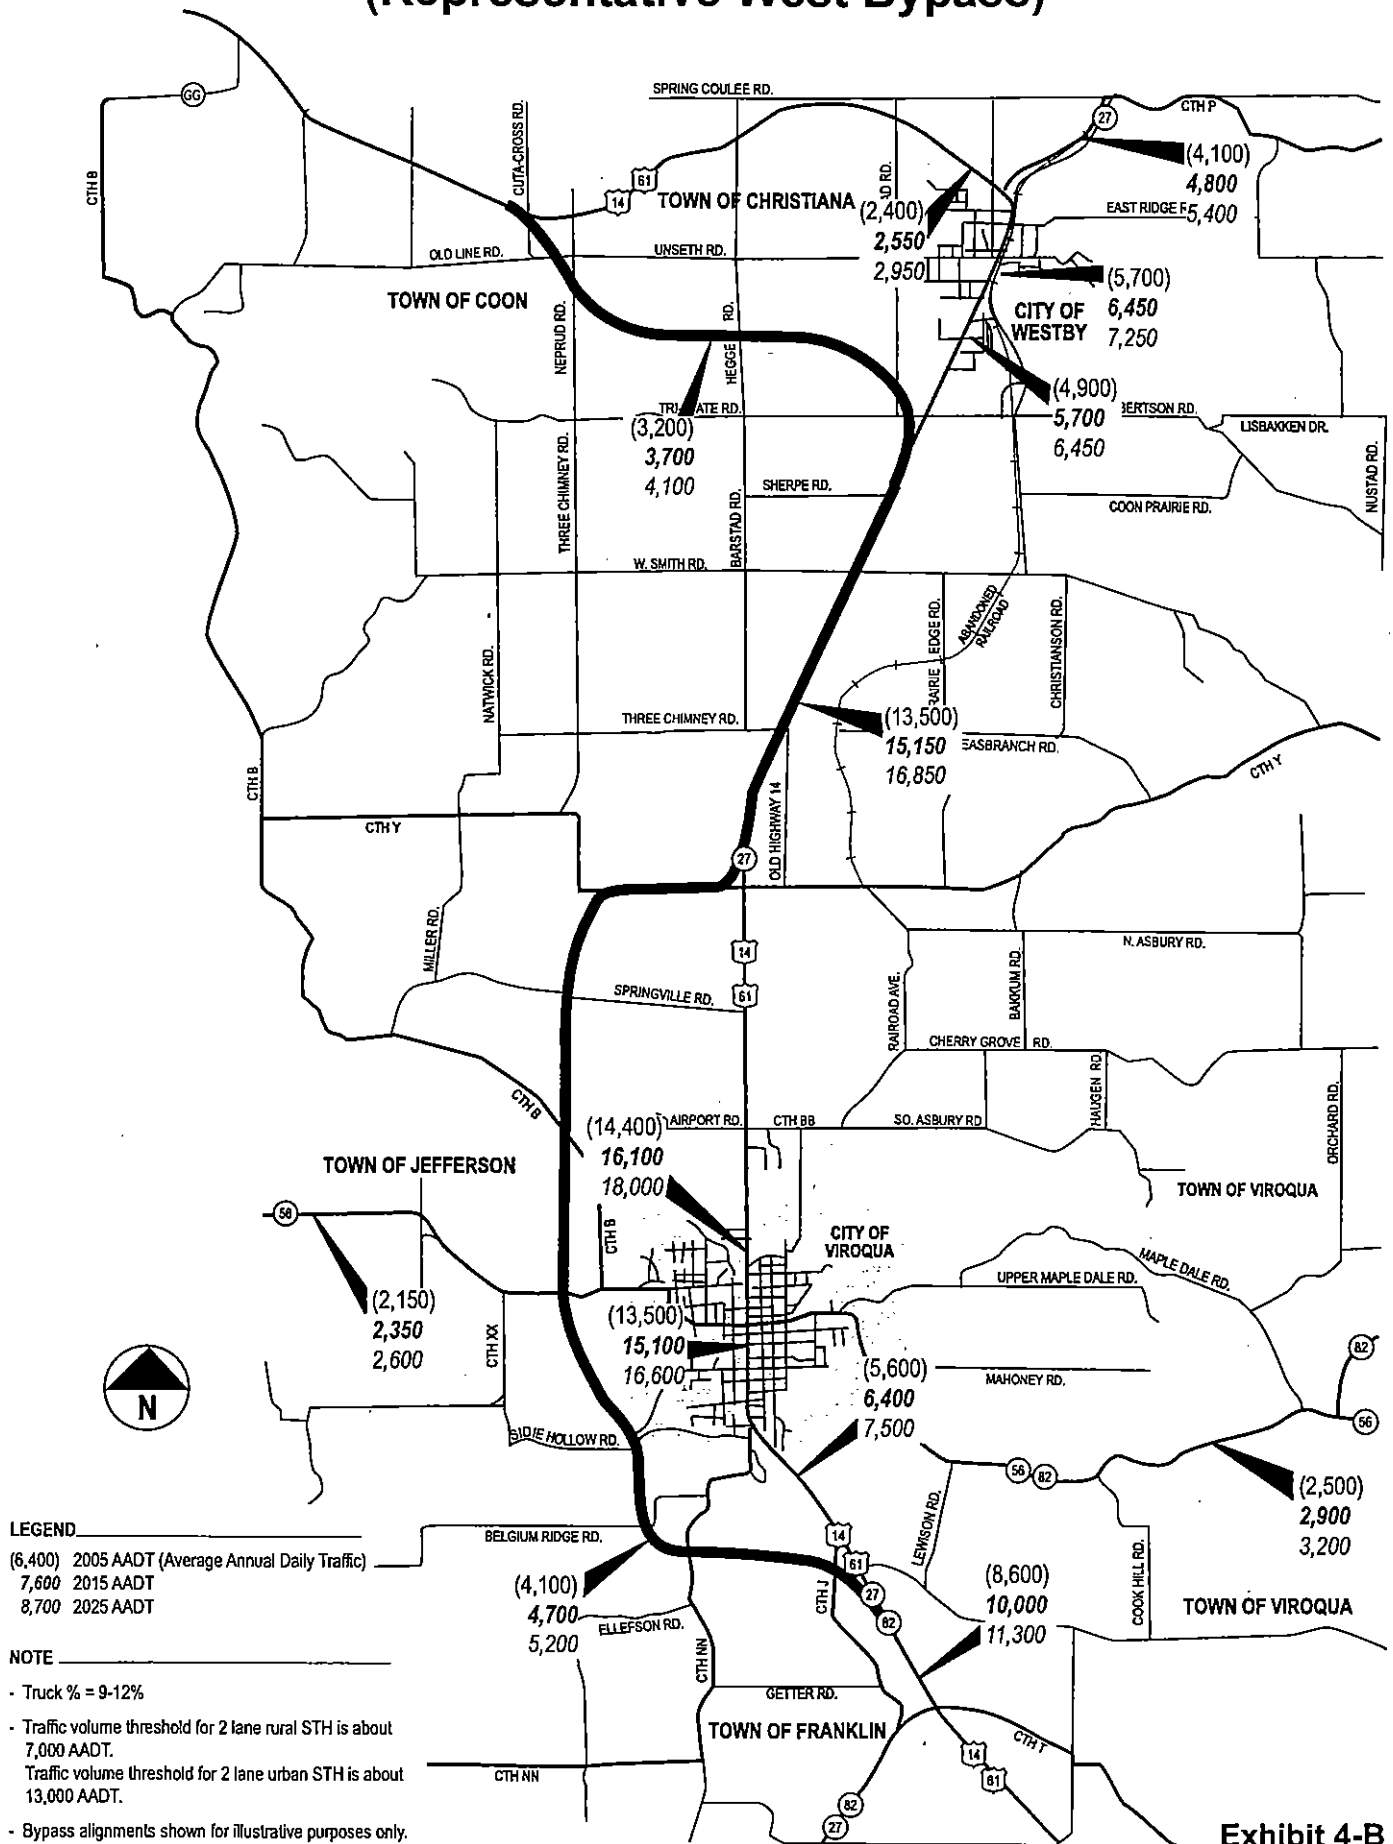 (Representative West Bypass)
SPRING COULEE RD.
CTH P
27
GG
CTH B
CUTA-CROSS RD.
61
14
TOWN OF CHRISTIANA
AD RD.
(4,100)
4,800
5,400
EAST RIDGE R
(2,400)
2,550
2,950
OLD LINE RD.
UNSETH RD.
TOWN OF COON
(5,700)
6,450
7,250
CITY OF
WESTBY
NEPRUD RD.
HEGGE RD.
(4,900)
5,700
6,450
TRI ATE RD.
BERTSON RD.
LISBAKKEN DR.
(3,200)
3,700
4,100
THREE CHIMNEY RD.
BARSTAD RD.
SHERPE RD.
COON PRAIRIE RD.
NUSTAD RD.
W. SMITH RD.
ABANDONED
RAILROAD
RAIRIE EDGE RD.
CHRISTIANSON RD.
NATWICK RD.
THREE CHIMNEY RD.
(13,500)
15,150
16,850
EASBRANCH RD.
CTH Y
CTH B
CTH Y
OLD HIGHWAY 14
27
MILLER RD.
14
61
SPRINGVILLE RD.
RAIROAD AVE.
BAKKUM RD.
N. ASBURY RD.
CHERRY GROVE RD.
HAUGEN RD.
ORCHARD RD.
CTH B
AIRPORT RD.
CTH BB
SO. ASBURY RD
(14,400)
16,100
18,000
TOWN OF JEFFERSON
TOWN OF VIROQUA
56
CTH B
CITY OF
VIROQUA
MAPLE DALE RD.
UPPER MAPLE DALE RD.
(2,150)
2,350
2,600
CTH XX
(13,500)
15,100
16,600
(5,600)
6,400
7,500
MAHONEY RD.
82
56
N
SIDIE HOLLOW RD.
56
82
(2,500)
2,900
3,200
LEWISON RD.
COOK HILL RD.
14
61
27
82
BELGIUM RIDGE RD.
(4,100)
4,700
5,200
ELLEFSON RD.
CTH J
(8,600)
10,000
11,300
TOWN OF VIROQUA
CTH NN
GETTER RD.
TOWN OF FRANKLIN
CTH T
14
61
CTH NN
82
27
LEGEND
(6,400) 2005 AADT (Average Annual Daily Traffic)
7,600 2015 AADT
8,700 2025 AADT
NOTE
- Truck % = 9-12%
- Traffic volume threshold for 2 lane rural STH is about
7,000 AADT.
Traffic volume threshold for 2 lane urban STH is about
13,000 AADT.
- Bypass alignments shown for illustrative purposes only.
Exhibit 4-B